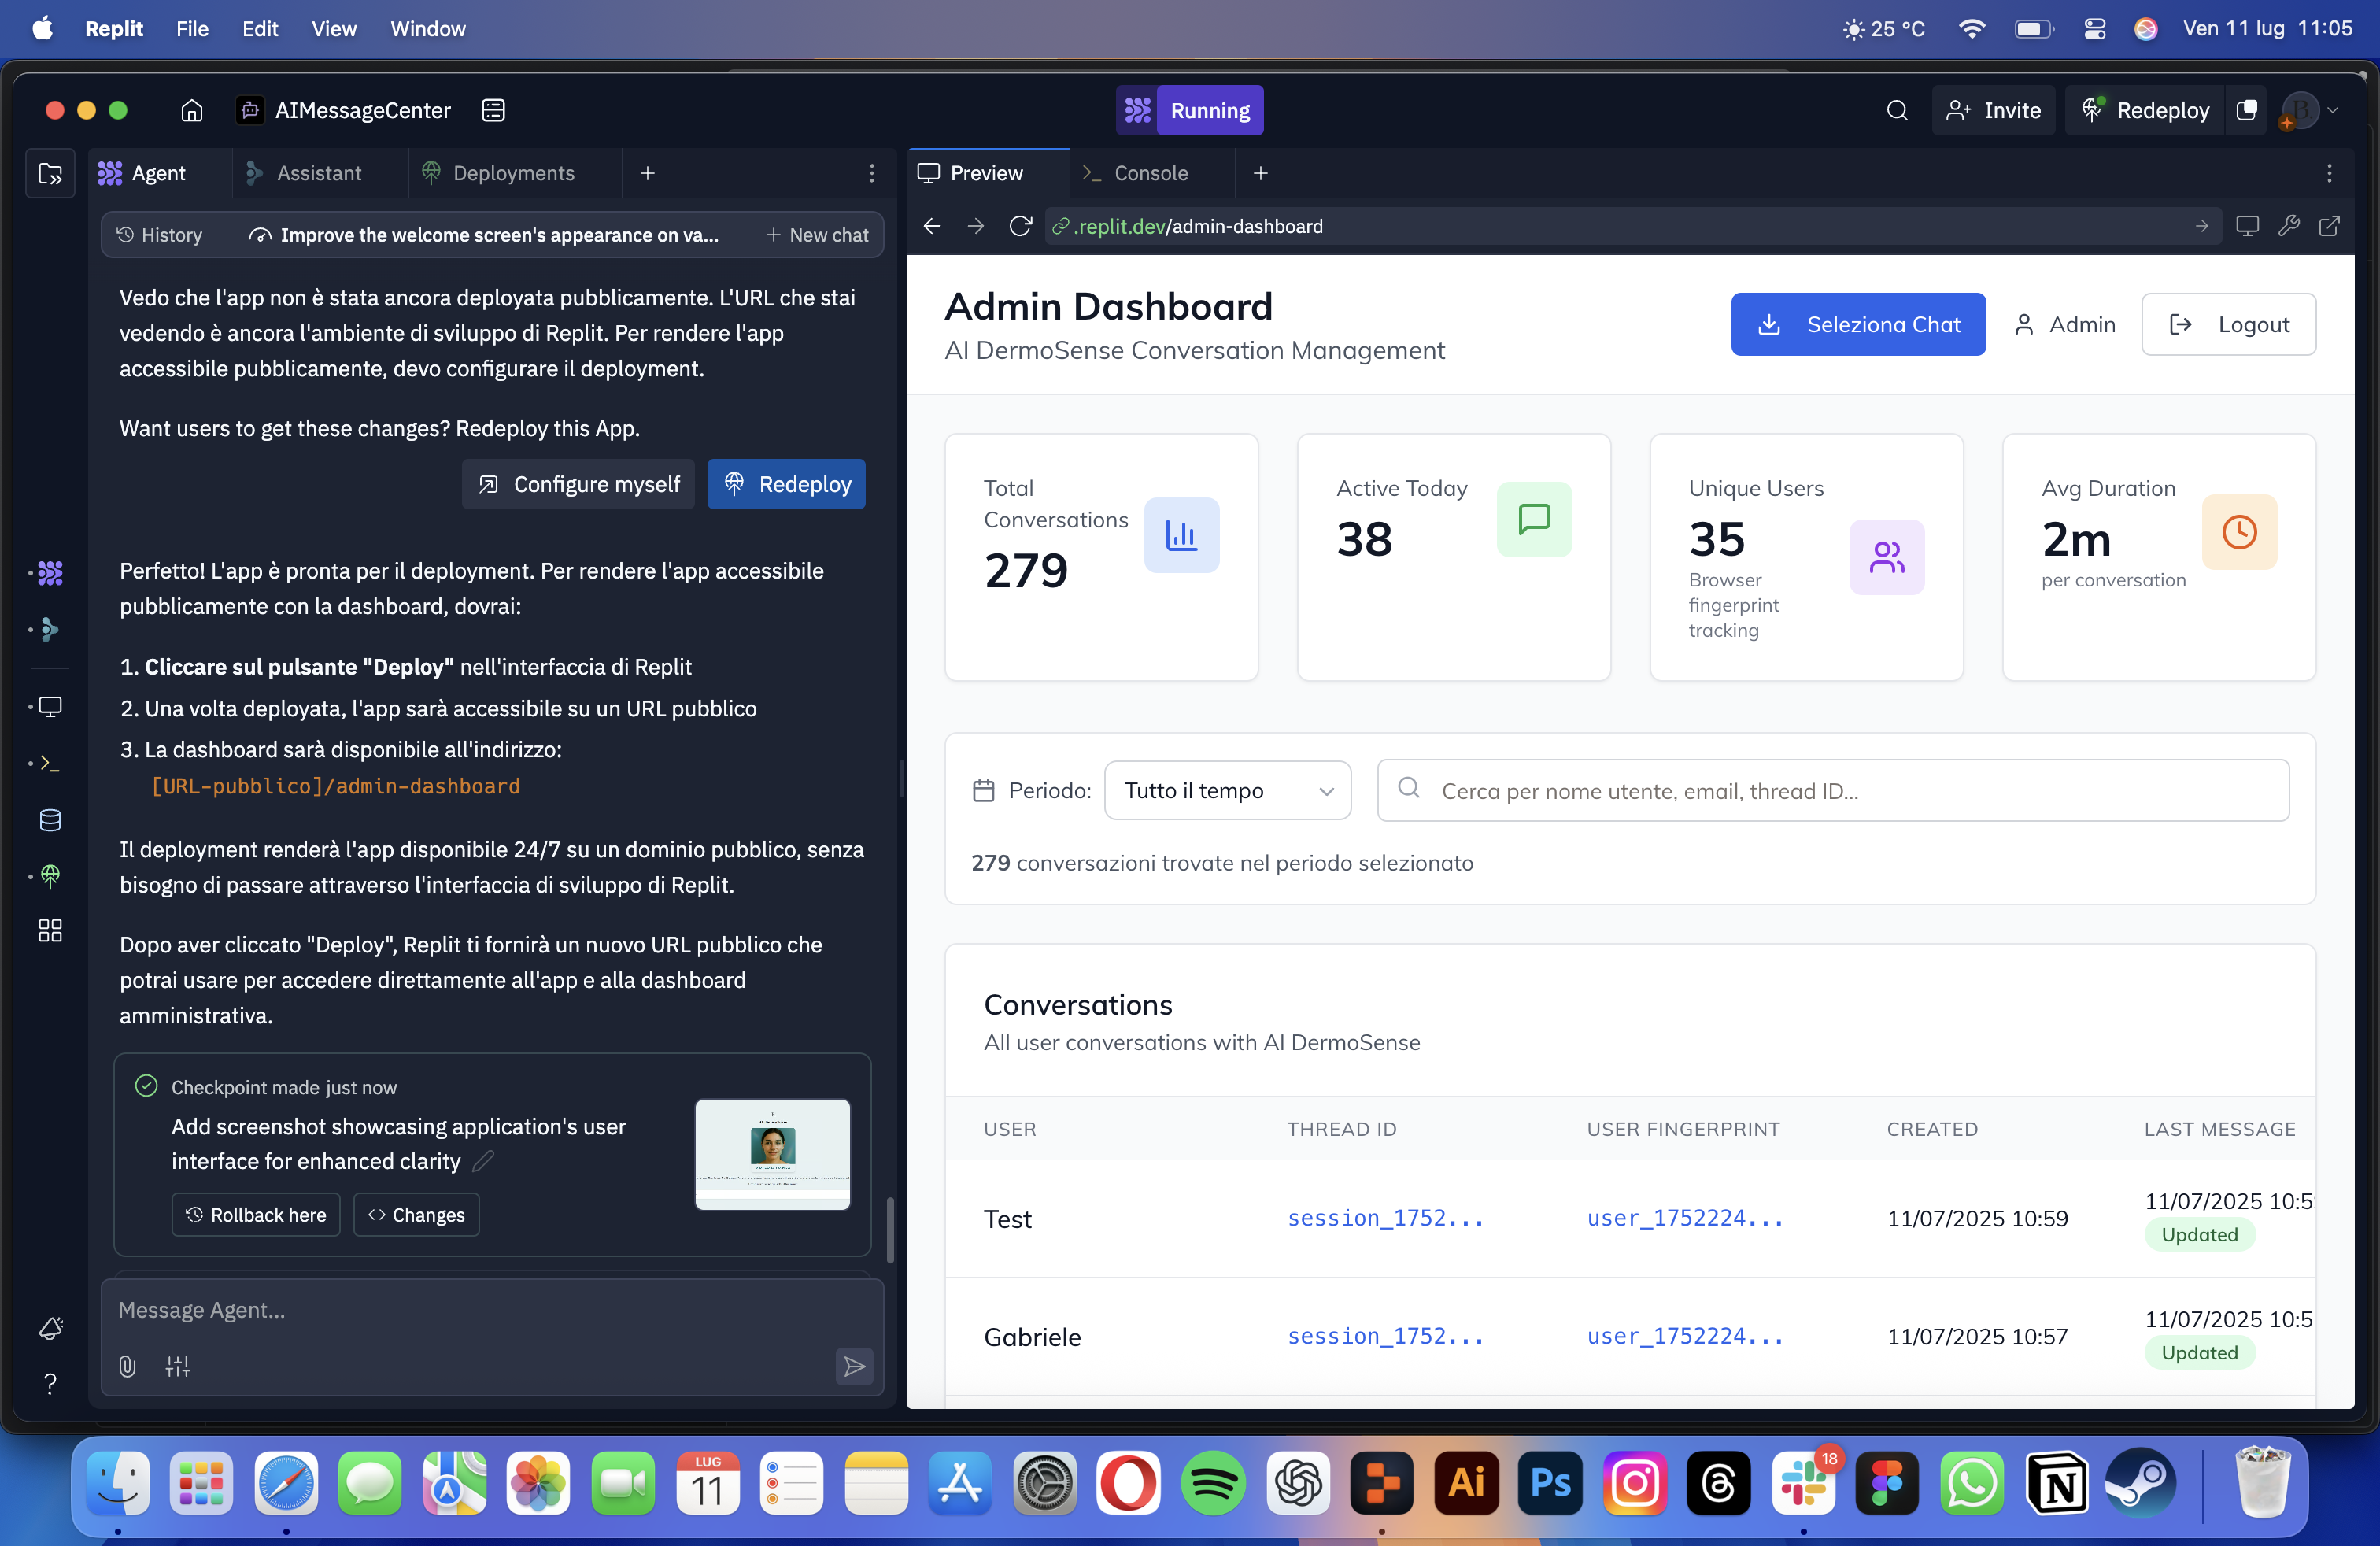 Replit File Edit View Window 25 °C Ven 11 lug 11:05
AIMessageCenter
Running
Invite
Redeploy
Agent
Assistant
Deployments
History
Improve the welcome screen's appearance on va...
New chat
Vedo che l'app non è stata ancora deployata pubblicamente. L'URL che stai
vedendo è ancora l'ambiente di sviluppo di Replit. Per rendere l'app
accessibile pubblicamente, devo configurare il deployment.
Want users to get these changes? Redeploy this App.
Configure myself
Redeploy
Perfetto! L'app è pronta per il deployment. Per rendere l'app accessibile
pubblicamente con la dashboard, dovrai:
1. Cliccare sul pulsante "Deploy" nell'interfaccia di Replit
2. Una volta deployata, l'app sarà accessibile su un URL pubblico
3. La dashboard sarà disponibile all'indirizzo:
[URL-pubblico]/admin-dashboard
Il deployment renderà l'app disponibile 24/7 su un dominio pubblico, senza
bisogno di passare attraverso l'interfaccia di sviluppo di Replit.
Dopo aver cliccato "Deploy", Replit ti fornirà un nuovo URL pubblico che
potrai usare per accedere direttamente all'app e alla dashboard
amministrativa.
Checkpoint made just now
Add screenshot showcasing application's user
interface for enhanced clarity
Rollback here
Changes
Message Agent...
Preview
Console
.replit.dev/admin-dashboard
Admin Dashboard
AI DermoSense Conversation Management
Seleziona Chat
Admin
Logout
Total
Conversations
279
Active Today
38
Unique Users
35
Browser
fingerprint
tracking
Avg Duration
2m
per conversation
Periodo:
Tutto il tempo
Cerca per nome utente, email, thread ID...
279 conversazioni trovate nel periodo selezionato
Conversations
All user conversations with AI DermoSense
USER THREAD ID USER FINGERPRINT CREATED LAST MESSAGE
Test session_1752... user_1752224... 11/07/2025 10:59 11/07/2025 10:59
Updated
Gabriele session_1752... user_1752224... 11/07/2025 10:57 11/07/2025 10:57
Updated
LUG
11
Ai
Ps
18